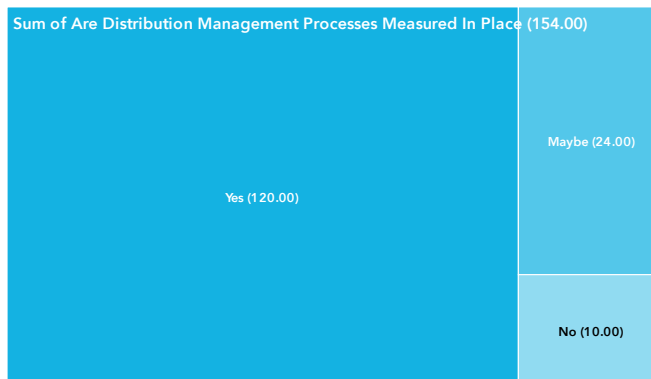 Sum of Are Distribution Management Processes Measured In Place (154.00)
Maybe (24.00)
Yes (120.00)
No (10.00)